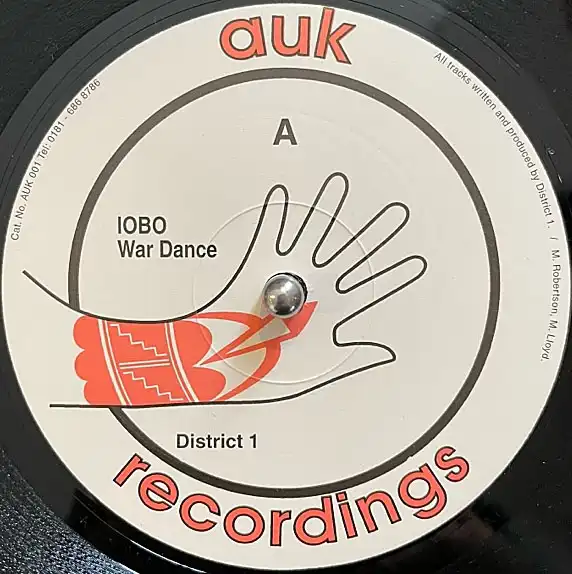 auk
Cat. No. AUK 001 Tel: 0181 - 686 8786
All tracks written and produced by District 1. / M. Robertson, M. Lloyd.
A
IOBO
War Dance
District 1
recordings